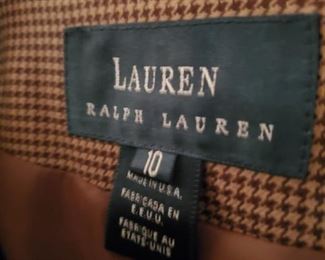 LAUREN
RALPH LAUREN
10
MADE IN U.S.A.
FABRICADA EN
E.E.U.U.
FABRIQUE AU
ETATS-UNIS